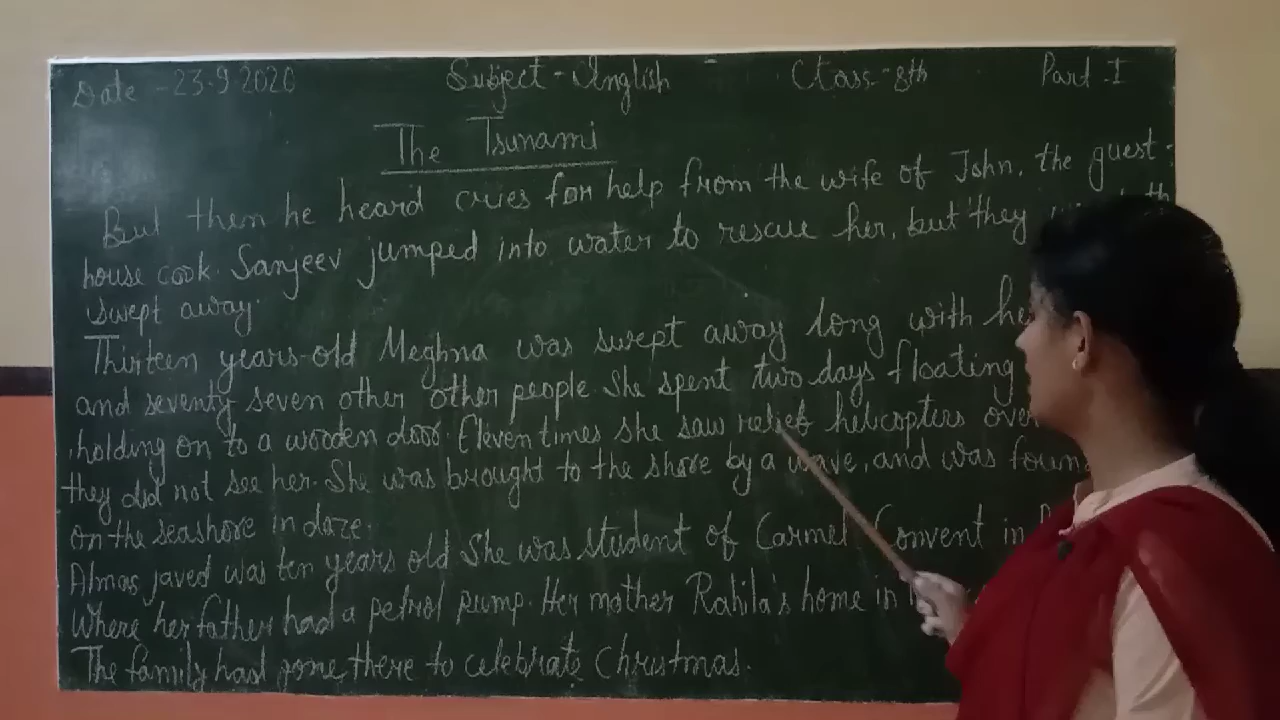 Date - 23-9-2020 Subject - English Class - 8th Part - I
The Tsunami
But them he heard cries for help from the wife of John, the guest-
house cook. Sanjeev jumped into water to rescue her, but they
swept away.
Thirteen years-old Meghna was swept away long with
and seventy seven other other people. She spent two days floating
holding on to a wooden door. Eleven times she saw relief helicopters
they did not see her. She was brought to the shore by a wave, and was
on the seashore in daze.
Almas javed was ten years old She was student of Carmel Convent in
Where her father had a petrol pump. Her mother Rahila's home in
The family had gone there to celebrate Christmas.